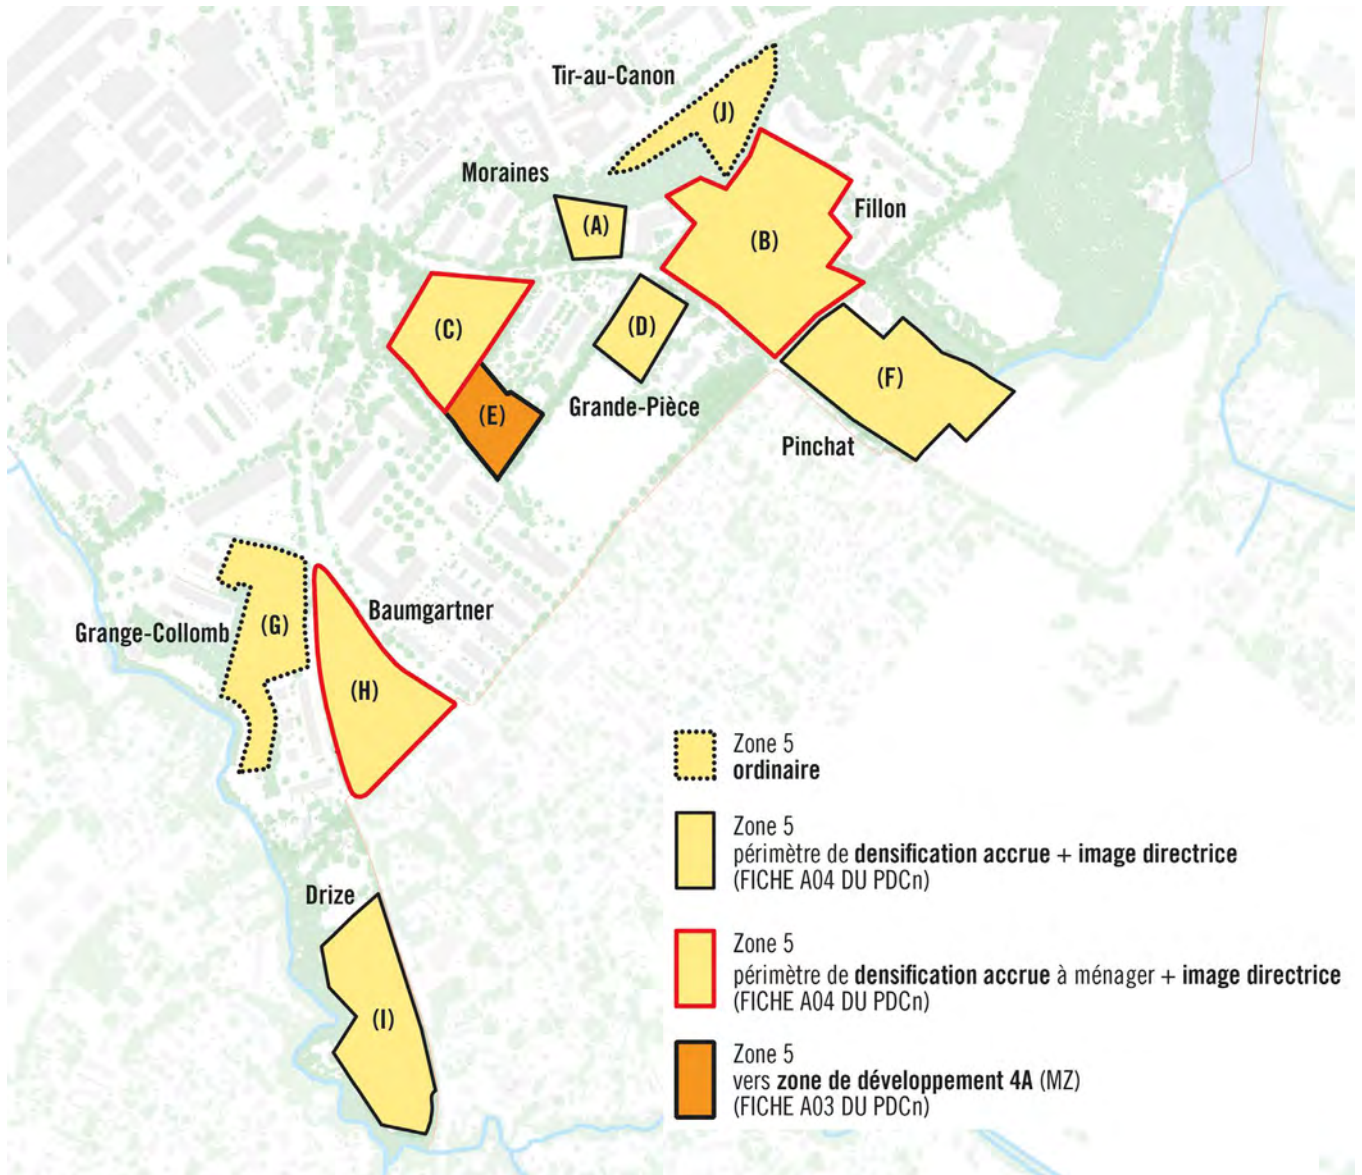 Tir-au-Canon
(J)
Moraines
(A)
Fillon
(B)
(C)
(D)
(E)
Grande-Pièce
(F)
Pinchat
Baumgartner
Grange-Collomb
(G)
(H)
Drize
(I)
Zone 5
ordinaire
Zone 5
périmètre de densification accrue + image directrice
(FICHE A04 DU PDCn)
Zone 5
périmètre de densification accrue à ménager + image directrice
(FICHE A04 DU PDCn)
Zone 5
vers zone de développement 4A (MZ)
(FICHE A03 DU PDCn)